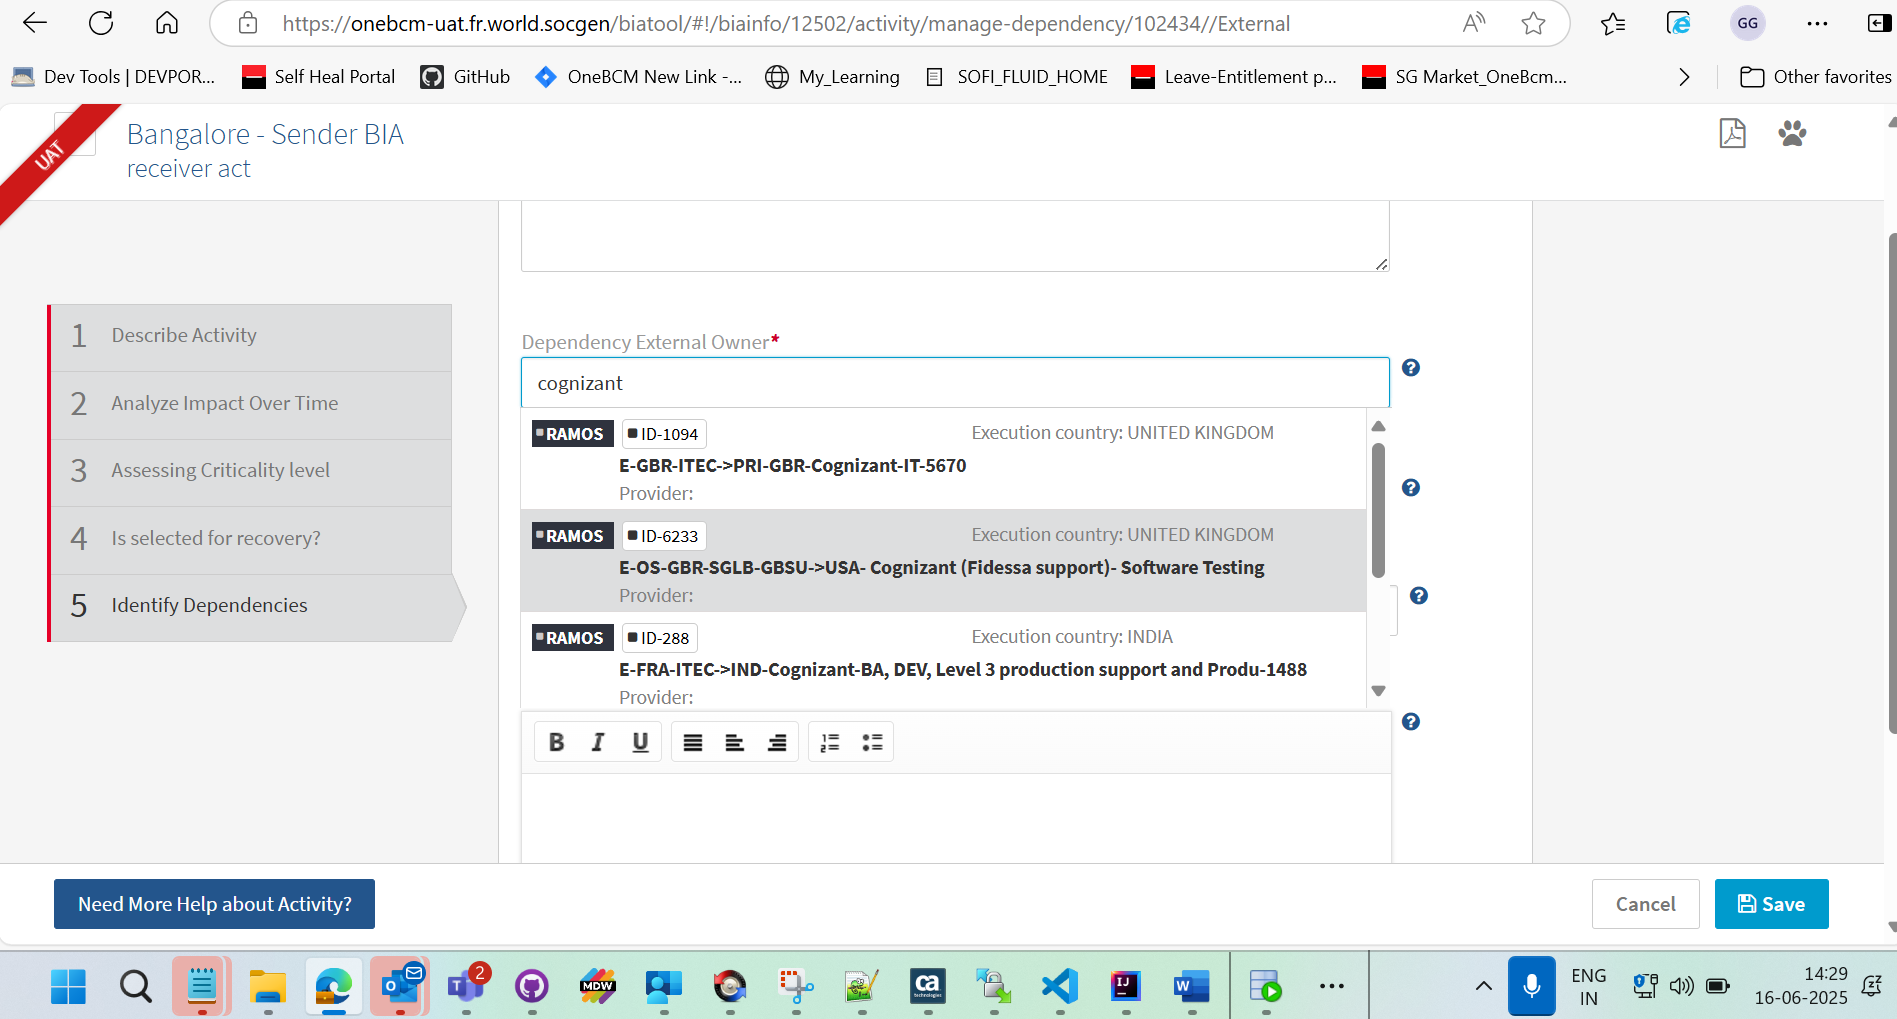 https://onebcm-uat.fr.world.socgen/biatool/#!/biainfo/12502/activity/manage-dependency/102434//External
GG
Dev Tools | DEVPOR...
Self Heal Portal
GitHub
OneBCM New Link -...
My_Learning
SOFI_FLUID_HOME
Leave-Entitlement p...
SG Market_OneBcm...
Other favorites
UAT
Bangalore - Sender BIA
receiver act
1 Describe Activity
2 Analyze Impact Over Time
3 Assessing Criticality level
4 Is selected for recovery?
5 Identify Dependencies
Dependency External Owner*
cognizant
RAMOS ID-1094 Execution country: UNITED KINGDOM
E-GBR-ITEC->PRI-GBR-Cognizant-IT-5670
Provider:
RAMOS ID-6233 Execution country: UNITED KINGDOM
E-OS-GBR-SGLB-GBSU->USA- Cognizant (Fidessa support)- Software Testing
Provider:
RAMOS ID-288 Execution country: INDIA
E-FRA-ITEC->IND-Cognizant-BA, DEV, Level 3 production support and Produ-1488
Provider:
B I U
Need More Help about Activity?
Cancel
Save
2
MDW
ca
technologies
IJ
W
ENG
IN
14:29
16-06-2025